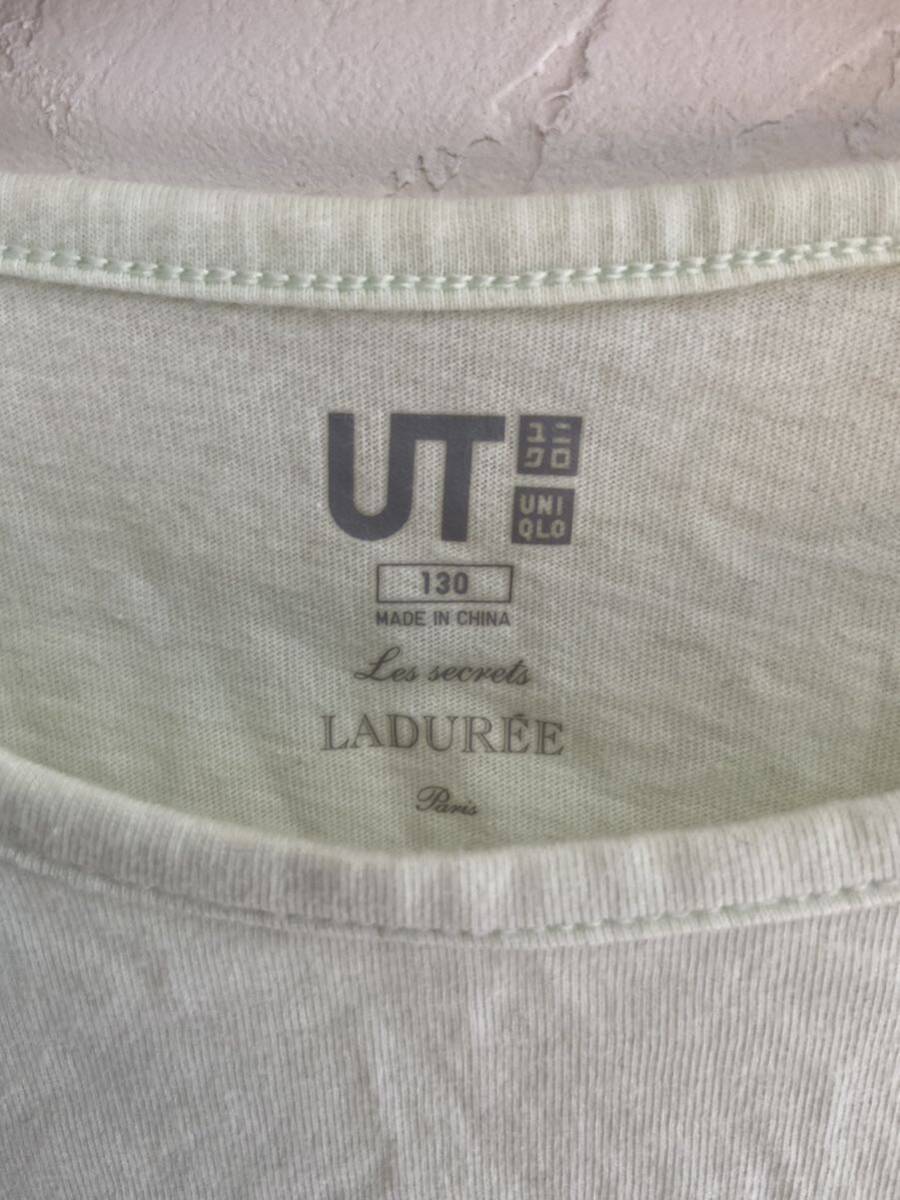 UT
ユニ
クロ
UNI
QLO
130
MADE IN CHINA
Les secrets
LADURÉE
Paris